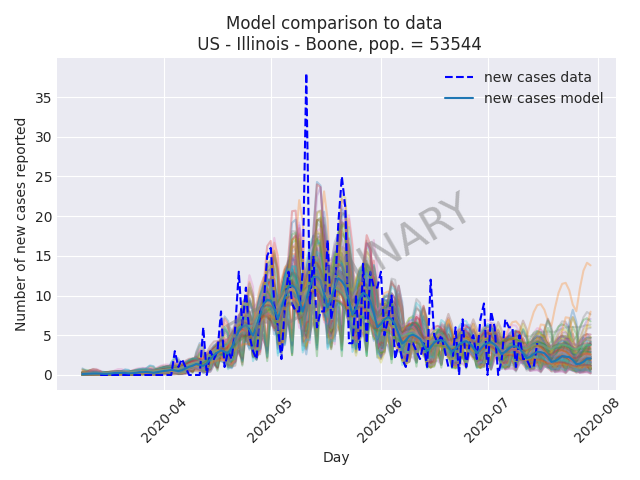 Model comparison to data
US - Illinois - Boone, pop. = 53544
new cases data
new cases model
Number of new cases reported
35
30
25
20
15
10
5
0
2020-04
2020-05
2020-06
2020-07
2020-08
Day